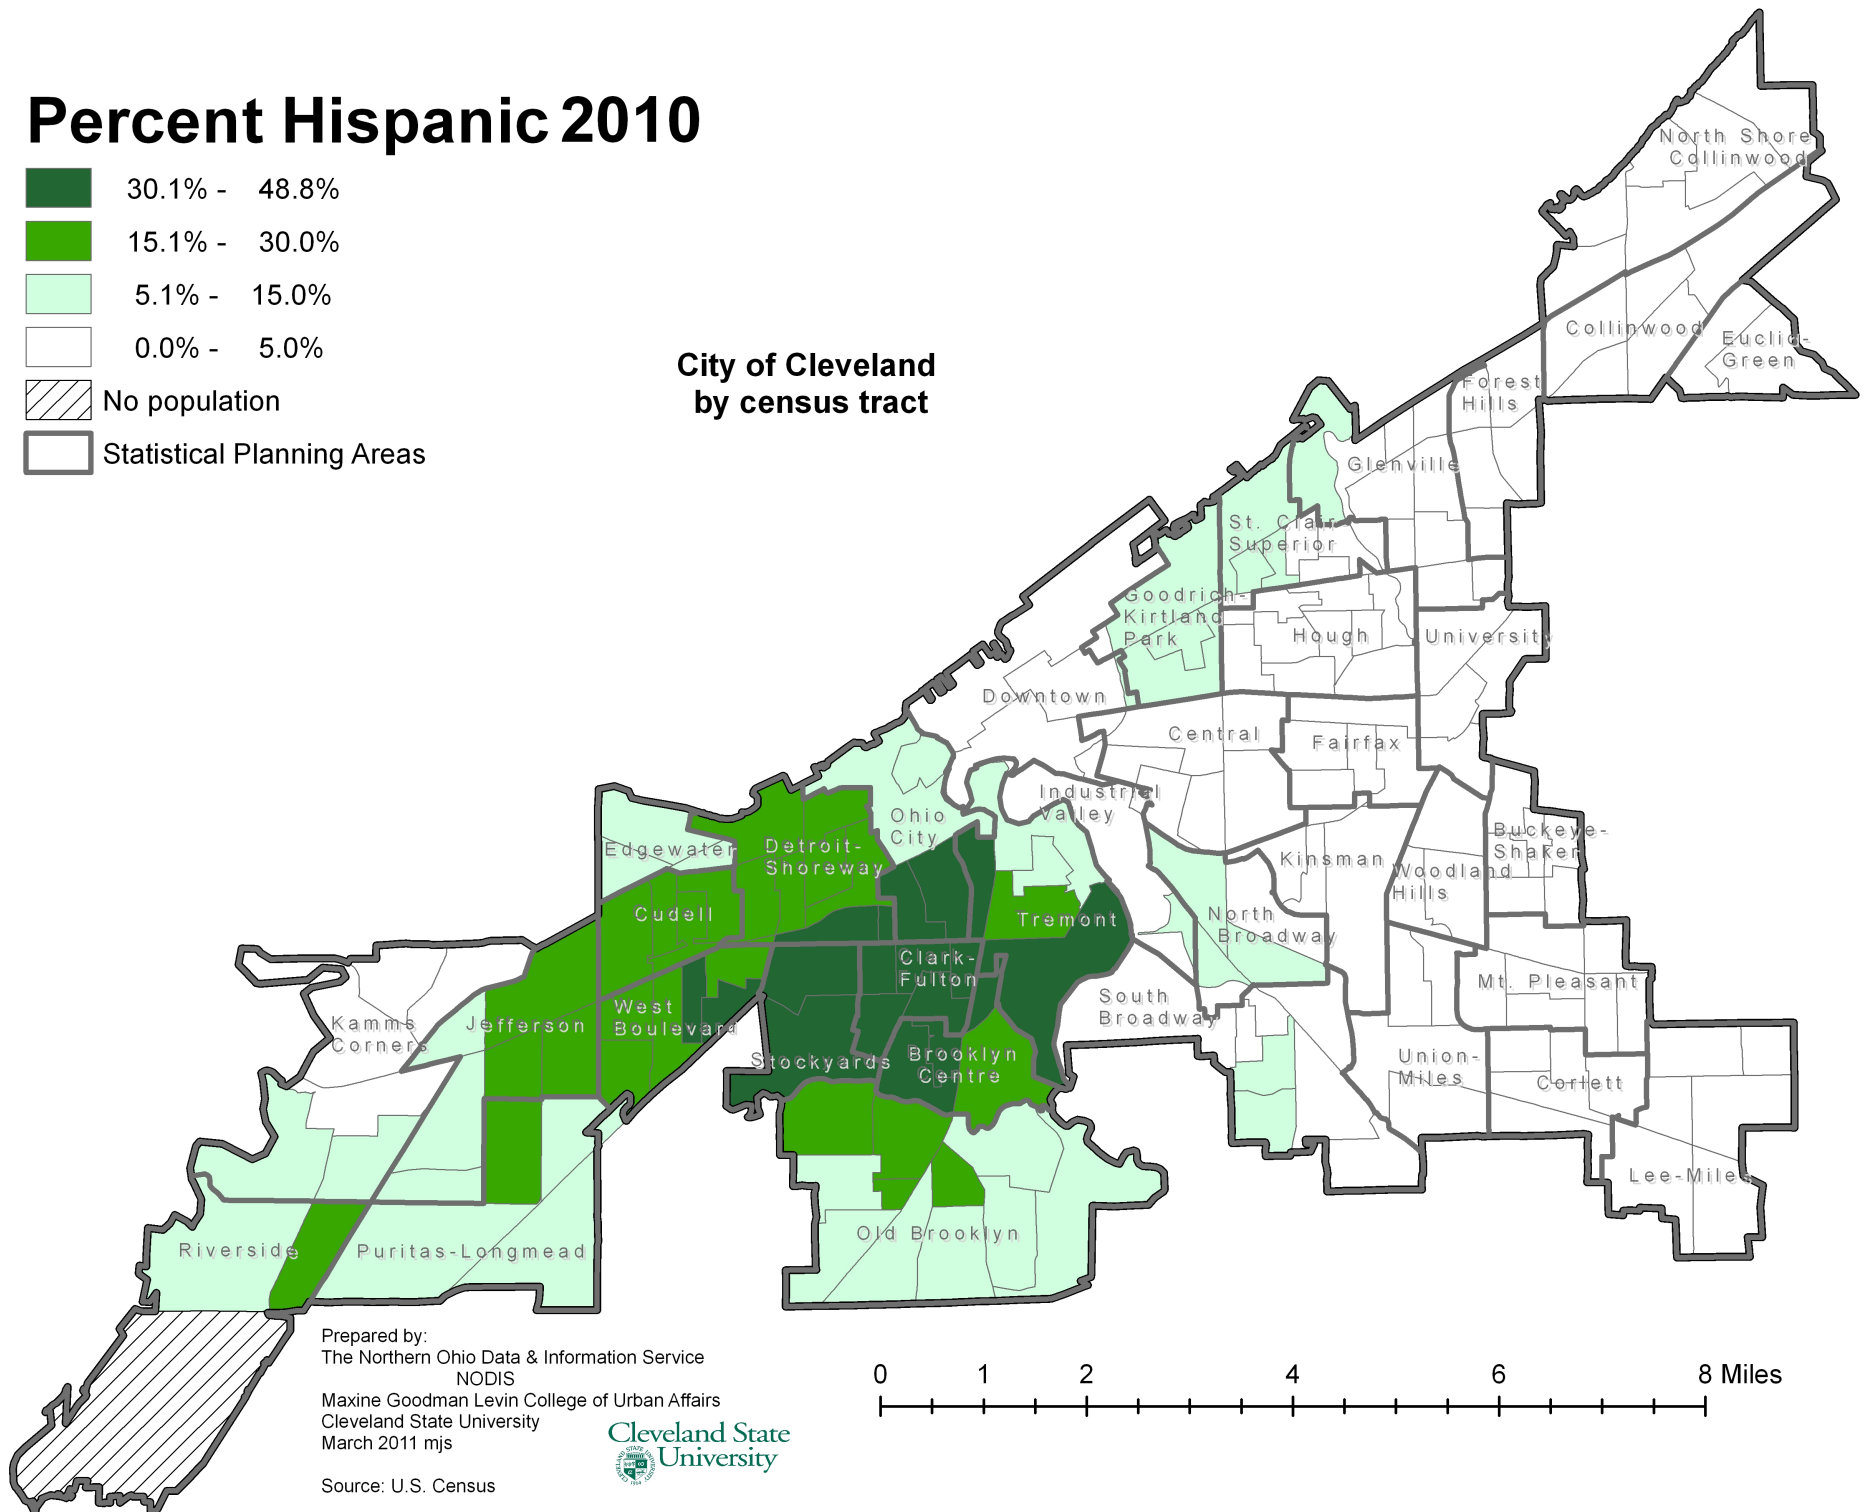 Percent Hispanic 2010
30.1% - 48.8%
15.1% - 30.0%
5.1% - 15.0%
0.0% - 5.0%
No population
Statistical Planning Areas
City of Cleveland
by census tract
North Shore
Collinwood
Collinwood
Euclid-
Green
Forest
Hills
Glenville
St. Clair-
Superior
Goodrich-
Kirtland
Park
Hough
University
Downtown
Central
Fairfax
Industrial
Valley
Ohio
City
Buckeye-
Shaker
Edgewater
Detroit-
Shoreway
Kinsman
Woodland
Hills
Cudell
Tremont
North
Broadway
Clark-
Fulton
Mt. Pleasant
West
Boulevard
South
Broadway
Kamms
Corners
Jefferson
Stockyards
Brooklyn
Centre
Union-
Miles
Corlett
Lee-Miles
Old Brooklyn
Riverside
Puritas-Longmead
Prepared by:
The Northern Ohio Data & Information Service
NODIS
Maxine Goodman Levin College of Urban Affairs
Cleveland State University
March 2011 mjs
Source: U.S. Census
Cleveland State
University
0 1 2 4 6 8 Miles